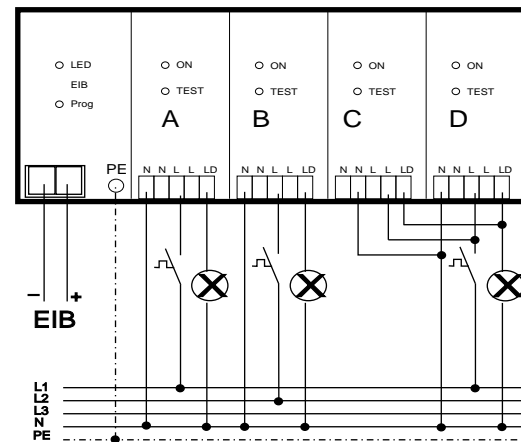 LED
EIB
Prog
PE
ON
TEST
A
N N L L LD
ON
TEST
B
N N L L LD
ON
TEST
C
N N L L LD
ON
TEST
D
N N L L LD
– +
EIB
L1
L2
L3
N
PE